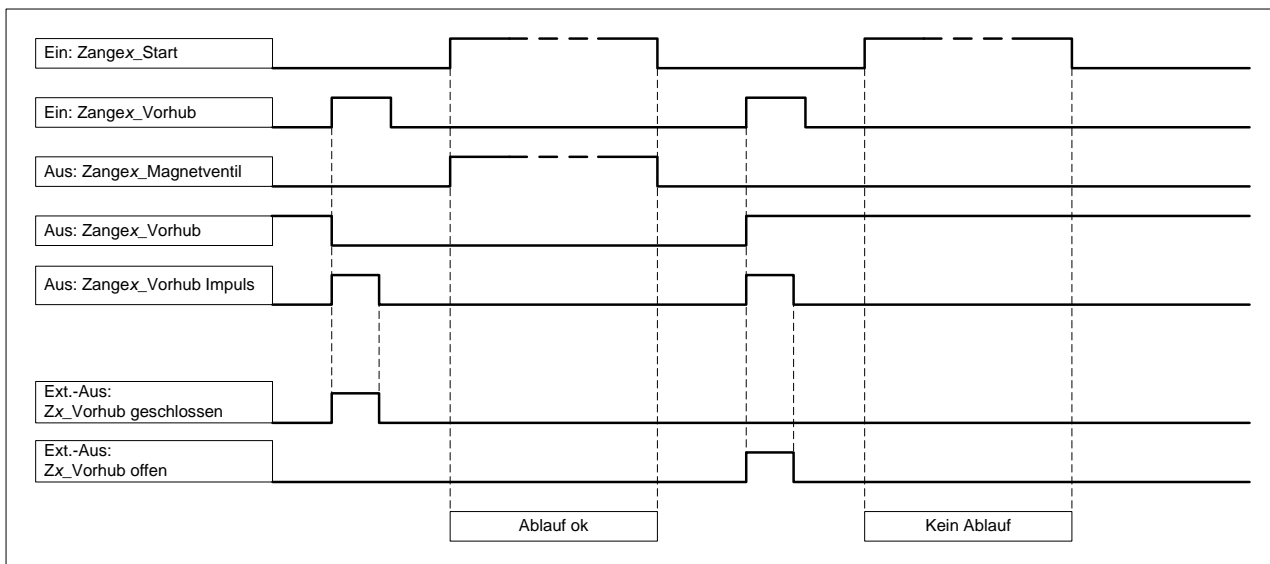 Ein: Zangex_Start
Ein: Zangex_Vorhub
Aus: Zangex_Magnetventil
Aus: Zangex_Vorhub
Aus: Zangex_Vorhub Impuls
Ext.-Aus:
Zx_Vorhub geschlossen
Ext.-Aus:
Zx_Vorhub offen
Ablauf ok
Kein Ablauf